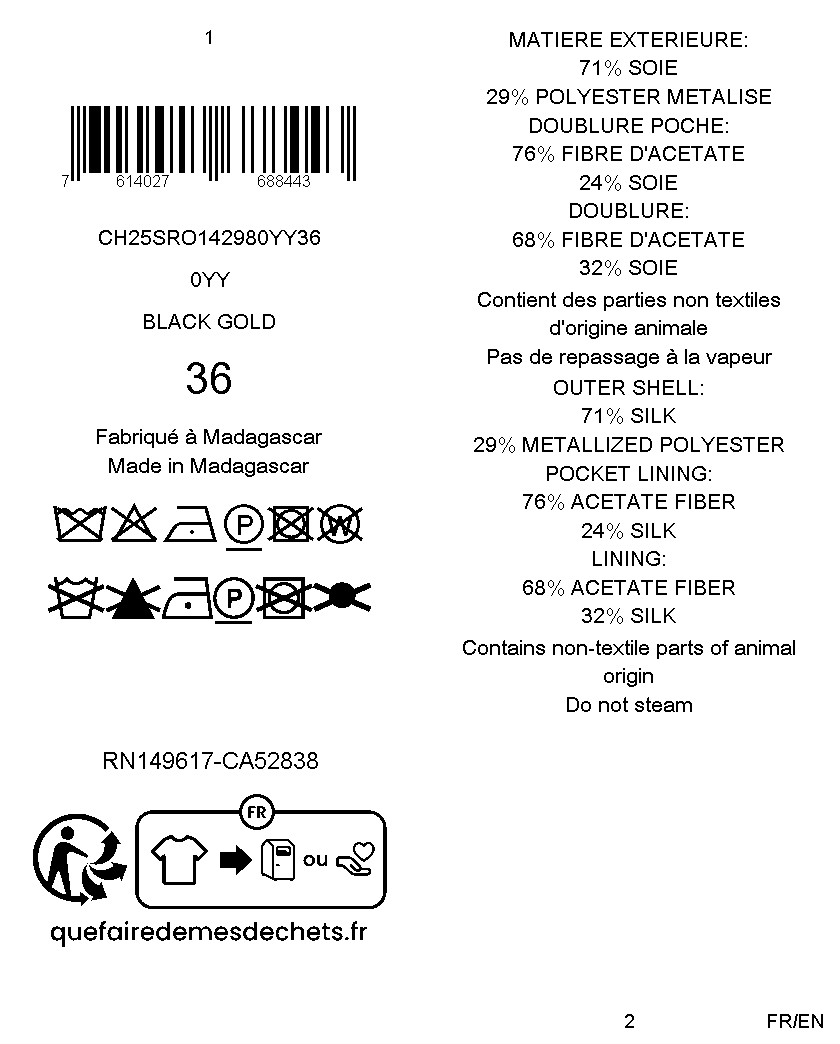 1
7 614027 688443
CH25SRO142980YY36
0YY
BLACK GOLD
36
Fabriqué à Madagascar
Made in Madagascar
P W
P
RN149617-CA52838
FR
ou
quefairedemesdechets.fr
MATIERE EXTERIEURE:
71% SOIE
29% POLYESTER METALISE
DOUBLURE POCHE:
76% FIBRE D'ACETATE
24% SOIE
DOUBLURE:
68% FIBRE D'ACETATE
32% SOIE
Contient des parties non textiles
d'origine animale
Pas de repassage à la vapeur
OUTER SHELL:
71% SILK
29% METALLIZED POLYESTER
POCKET LINING:
76% ACETATE FIBER
24% SILK
LINING:
68% ACETATE FIBER
32% SILK
Contains non-textile parts of animal
origin
Do not steam
2
FR/EN